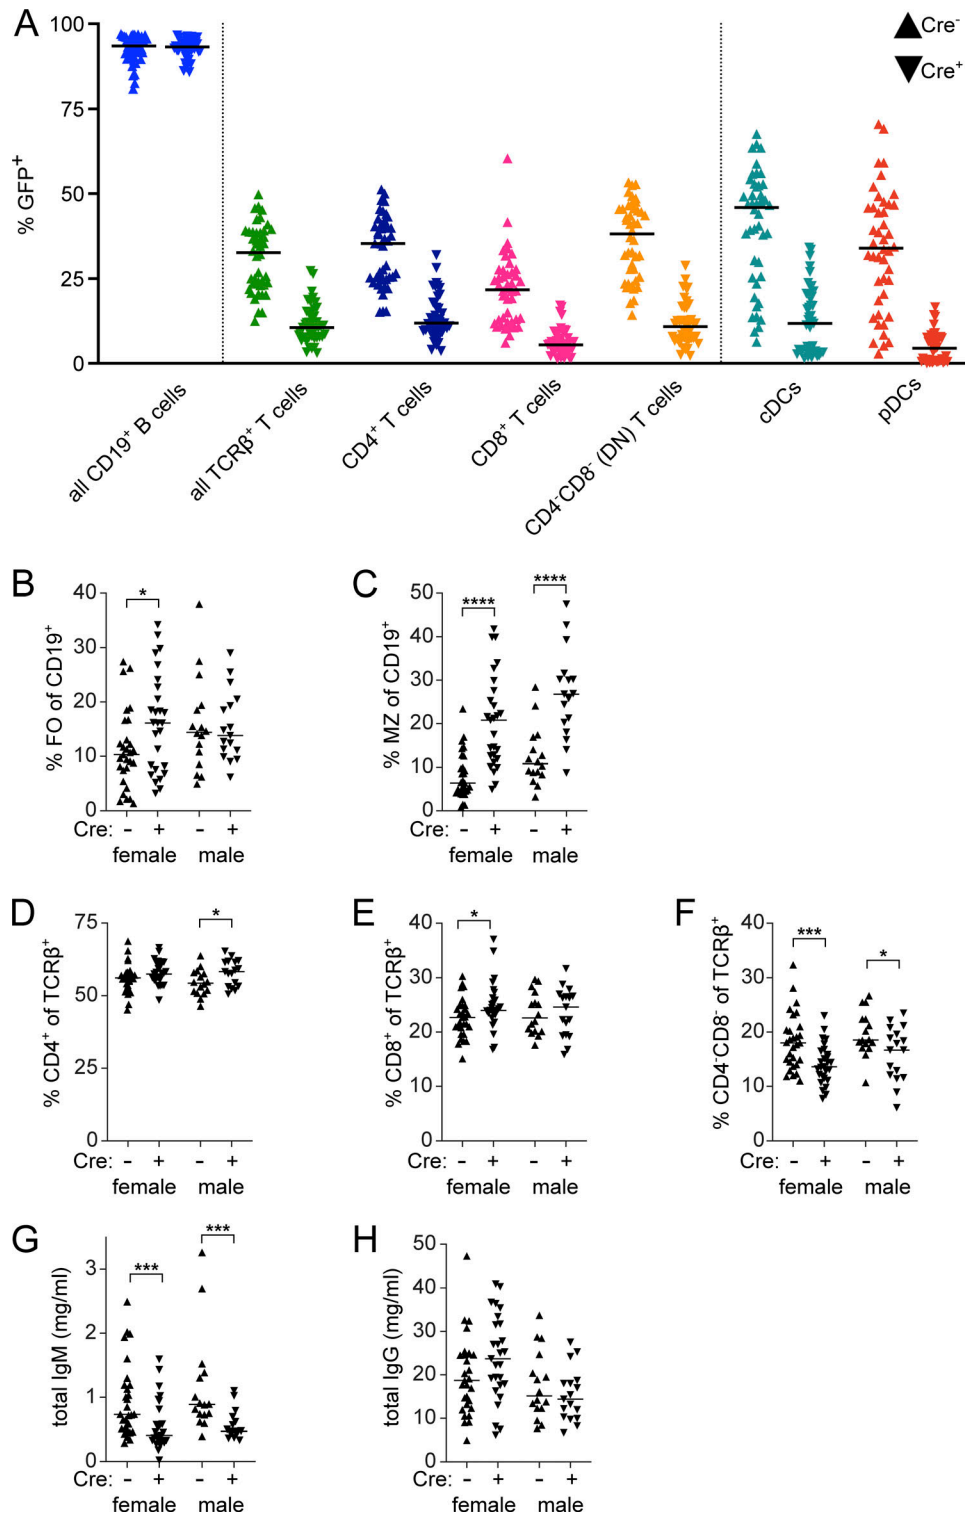 A
% GFP⁺
100
75
50
25
0
Cre⁻
Cre⁺
all CD19⁺ B cells
all TCRβ⁺ T cells
CD4⁺ T cells
CD8⁺ T cells
CD4⁻CD8⁻ (DN) T cells
cDCs
pDCs
B
% FO of CD19⁺
40
30
20
10
0
*
Cre: - + - +
female male
C
% MZ of CD19⁺
50
40
30
20
10
0
**** ****
Cre: - + - +
female male
D
% CD4⁺ of TCRβ⁺
75
50
25
0
*
Cre: - + - +
female male
E
% CD8⁺ of TCRβ⁺
40
30
20
10
0
*
Cre: - + - +
female male
F
% CD4⁻CD8⁻ of TCRβ⁺
40
30
20
10
0
*** *
Cre: - + - +
female male
G
total IgM (mg/ml)
3
2
1
0
*** ***
Cre: - + - +
female male
H
total IgG (mg/ml)
50
40
30
20
10
0
Cre: - + - +
female male